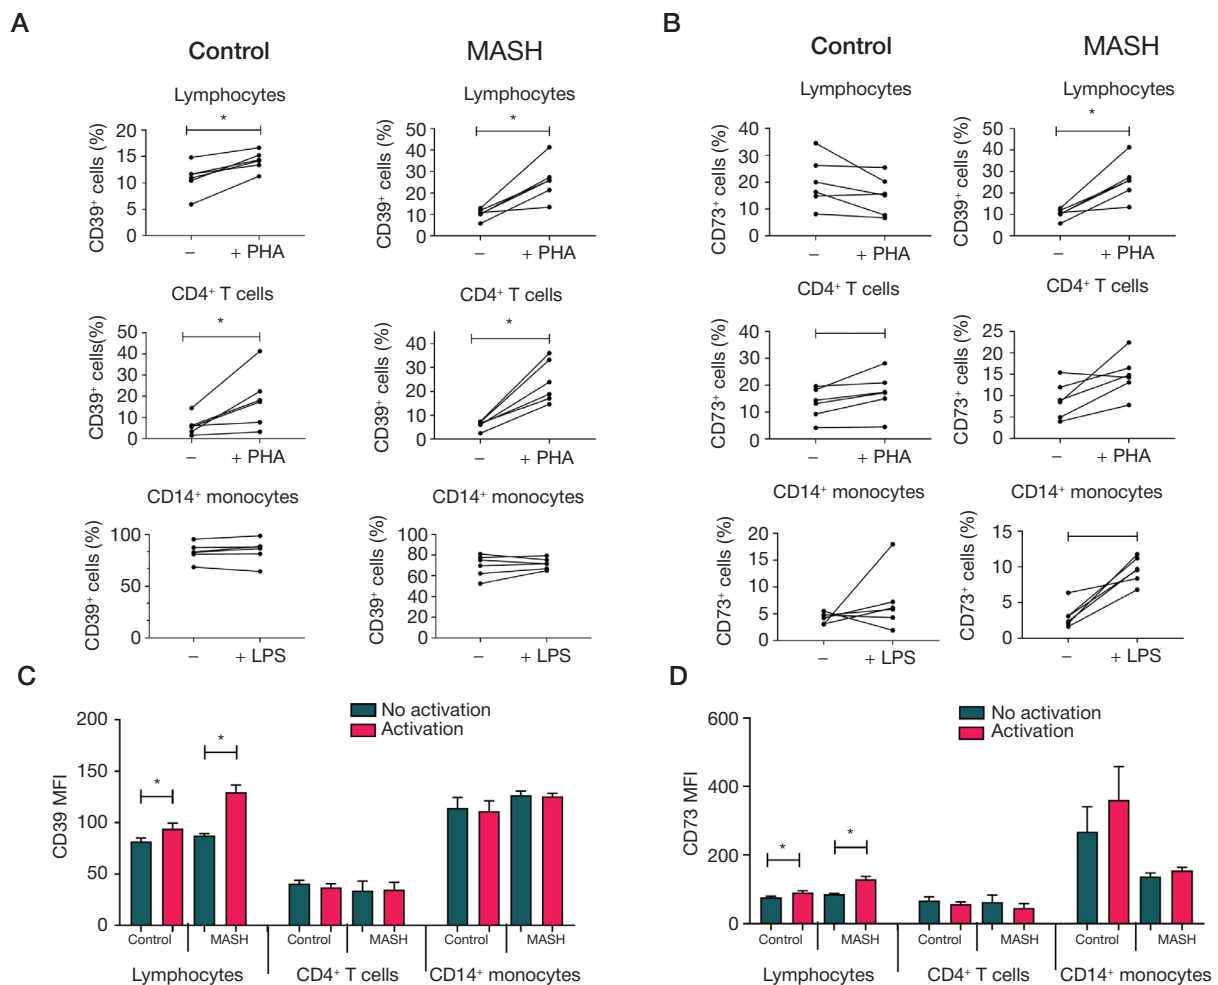 A
Control
MASH
Lymphocytes
Lymphocytes
CD39⁺ cells (%)
20
15
10
5
0
*
– + PHA
CD39⁺ cells (%)
50
40
30
20
10
0
*
– + PHA
CD4⁺ T cells
CD4⁺ T cells
CD39⁺ cells(%)
50
40
30
20
10
0
*
– + PHA
CD39⁺ cells (%)
40
30
20
10
0
*
– + PHA
CD14⁺ monocytes
CD14⁺ monocytes
CD39⁺ cells (%)
100
50
0
– + LPS
CD39⁺ cells (%)
100
80
60
40
20
0
– + LPS
B
Control
MASH
Lymphocytes
Lymphocytes
CD73⁺ cells (%)
40
30
20
10
0
– + PHA
CD39⁺ cells (%)
50
40
30
20
10
0
*
– + PHA
CD4⁺ T cells
CD4⁺ T cells
CD73⁺ cells (%)
40
30
20
10
0
– + PHA
CD73⁺ cells (%)
25
20
15
10
5
0
– + PHA
CD14⁺ monocytes
CD14⁺ monocytes
CD73⁺ cells (%)
20
15
10
5
0
– + LPS
CD73⁺ cells (%)
15
10
5
0
– + LPS
C
CD39 MFI
200
150
100
50
0
No activation
Activation
*
*
Control MASH Control MASH Control MASH
Lymphocytes CD4⁺ T cells CD14⁺ monocytes
D
CD73 MFI
600
400
200
0
No activation
Activation
*
*
Control MASH Control MASH Control MASH
Lymphocytes CD4⁺ T cells CD14⁺ monocytes